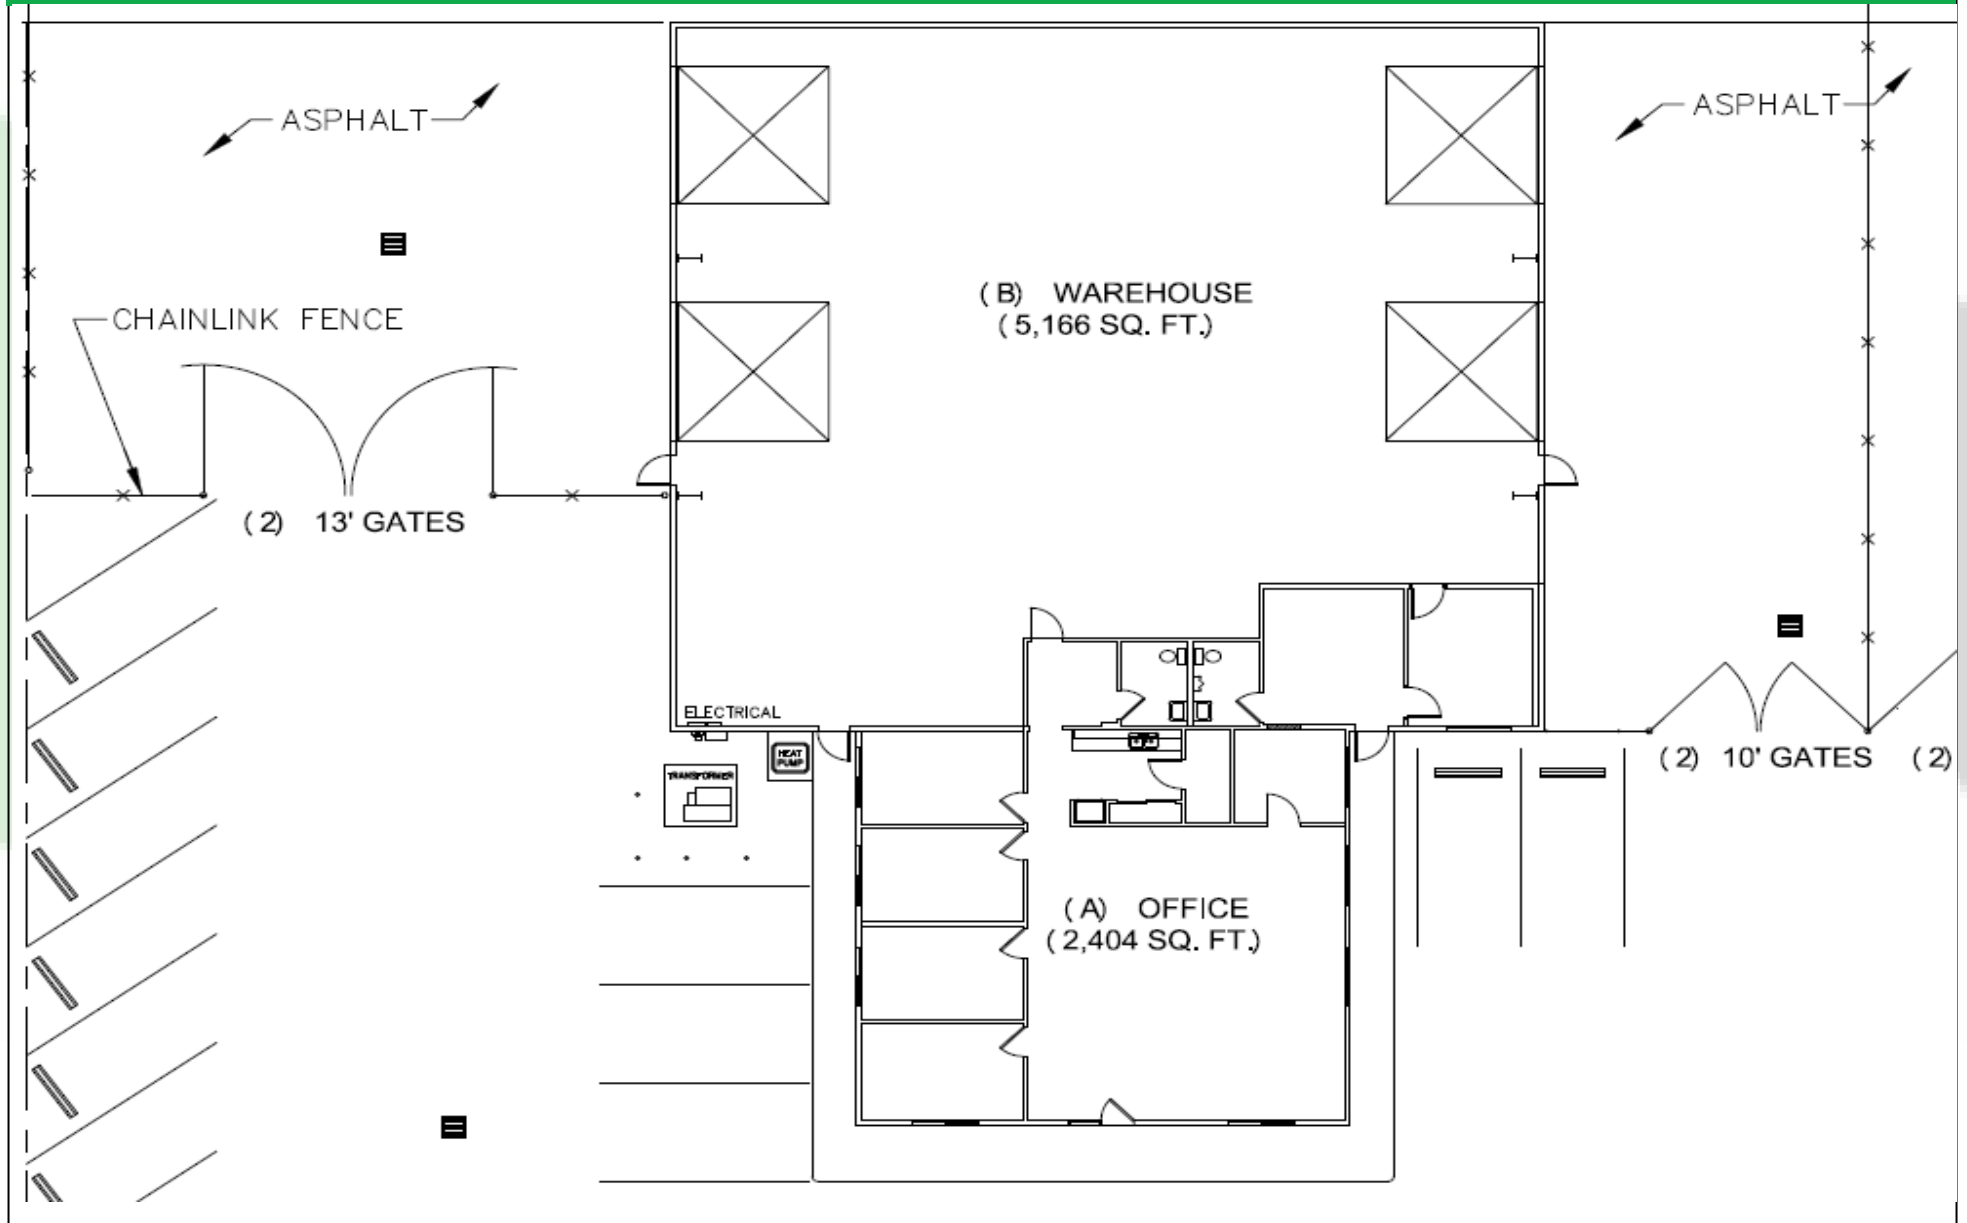 ASPHALT
ASPHALT
CHAINLINK FENCE
(B) WAREHOUSE
(5,166 SQ. FT.)
(2) 13' GATES
ELECTRICAL
HEAT
PUMP
TRANSFORMER
(2) 10' GATES (2)
(A) OFFICE
(2,404 SQ. FT.)